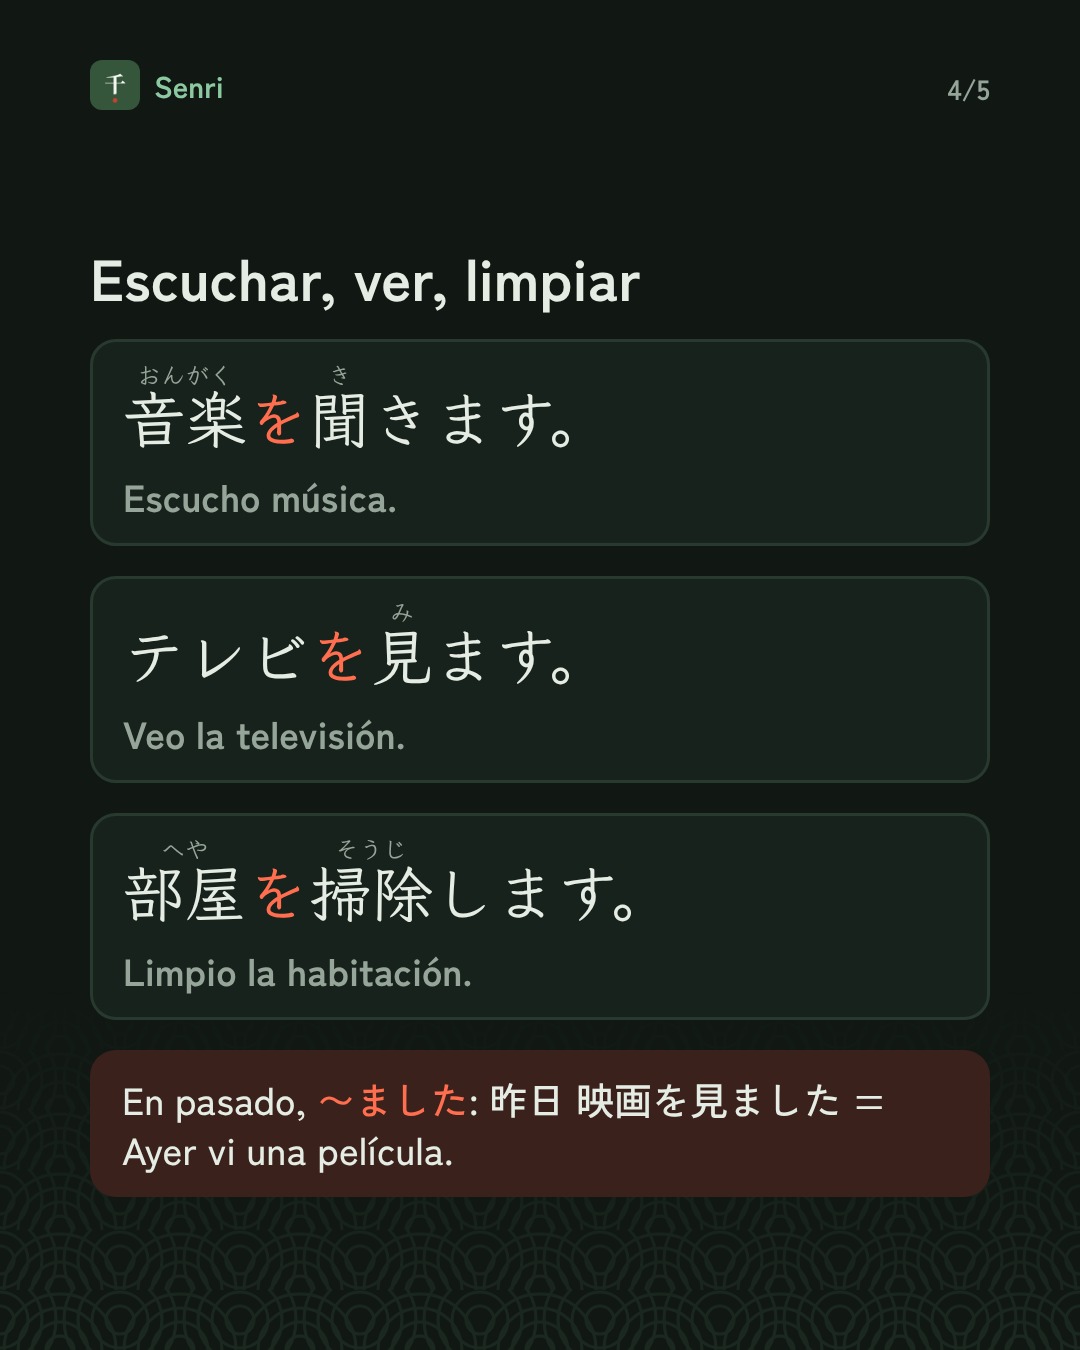 千 Senri
4/5
Escuchar, ver, limpiar
おんがく き
音楽を聞きます。
Escucho música.
み
テレビを見ます。
Veo la televisión.
へや そうじ
部屋を掃除します。
Limpio la habitación.
En pasado, 〜ました: 昨日 映画を見ました =
Ayer vi una película.